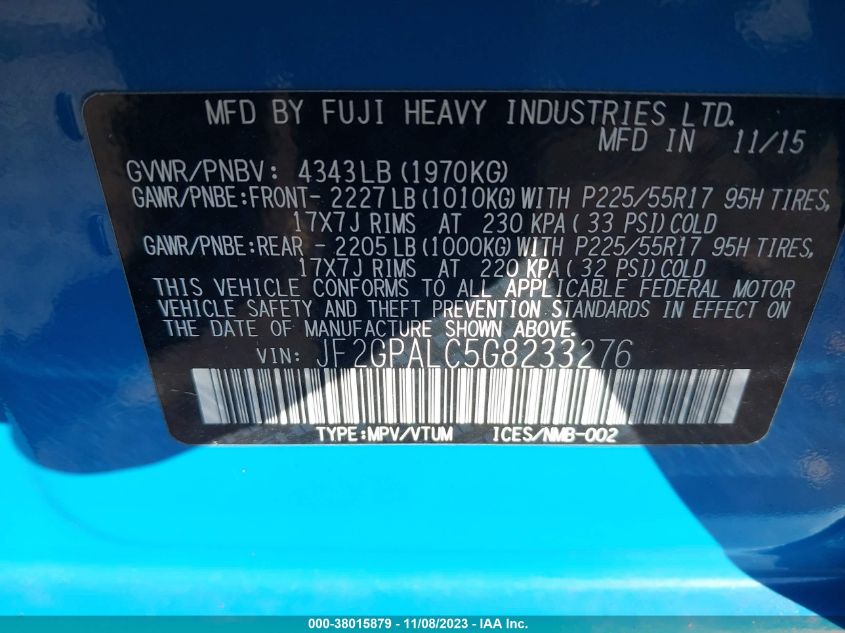 MFD BY FUJI HEAVY INDUSTRIES LTD.
MFD IN 11/15
GVWR/PNBV: 4343LB (1970KG)
GAWR/PNBE:FRONT- 2227 LB (1010KG) WITH P225/55R17 95H TIRES,
17X7J RIMS AT 230 KPA ( 33 PSI) COLD
GAWR/PNBE:REAR - 2205 LB (1000KG) WITH P225/55R17 95H TIRES,
17X7J RIMS AT 220 KPA ( 32 PSI) COLD
THIS VEHICLE CONFORMS TO ALL APPLICABLE FEDERAL MOTOR
VEHICLE SAFETY AND THEFT PREVENTION STANDARDS IN EFFECT ON
THE DATE OF MANUFACTURE SHOWN ABOVE.
VIN: JF2GPALC5G8233276
TYPE:MPV/VTUM ICES/NMB-002
000-38015879 - 11/08/2023 - IAA Inc.